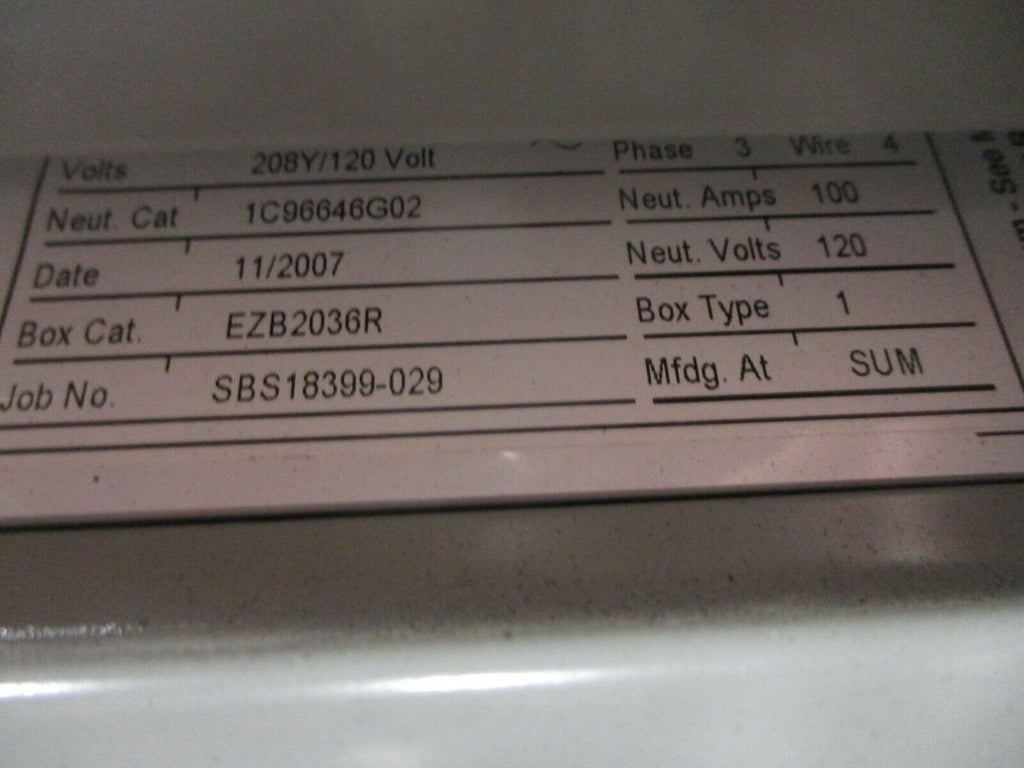 Volts 208Y/120 Volt Phase 3 Wire 4
Neut. Cat 1C96646G02 Neut. Amps 100
Date 11/2007 Neut. Volts 120
Box Cat. EZB2036R Box Type 1
Job No. SBS18399-029 Mfdg. At SUM
- See